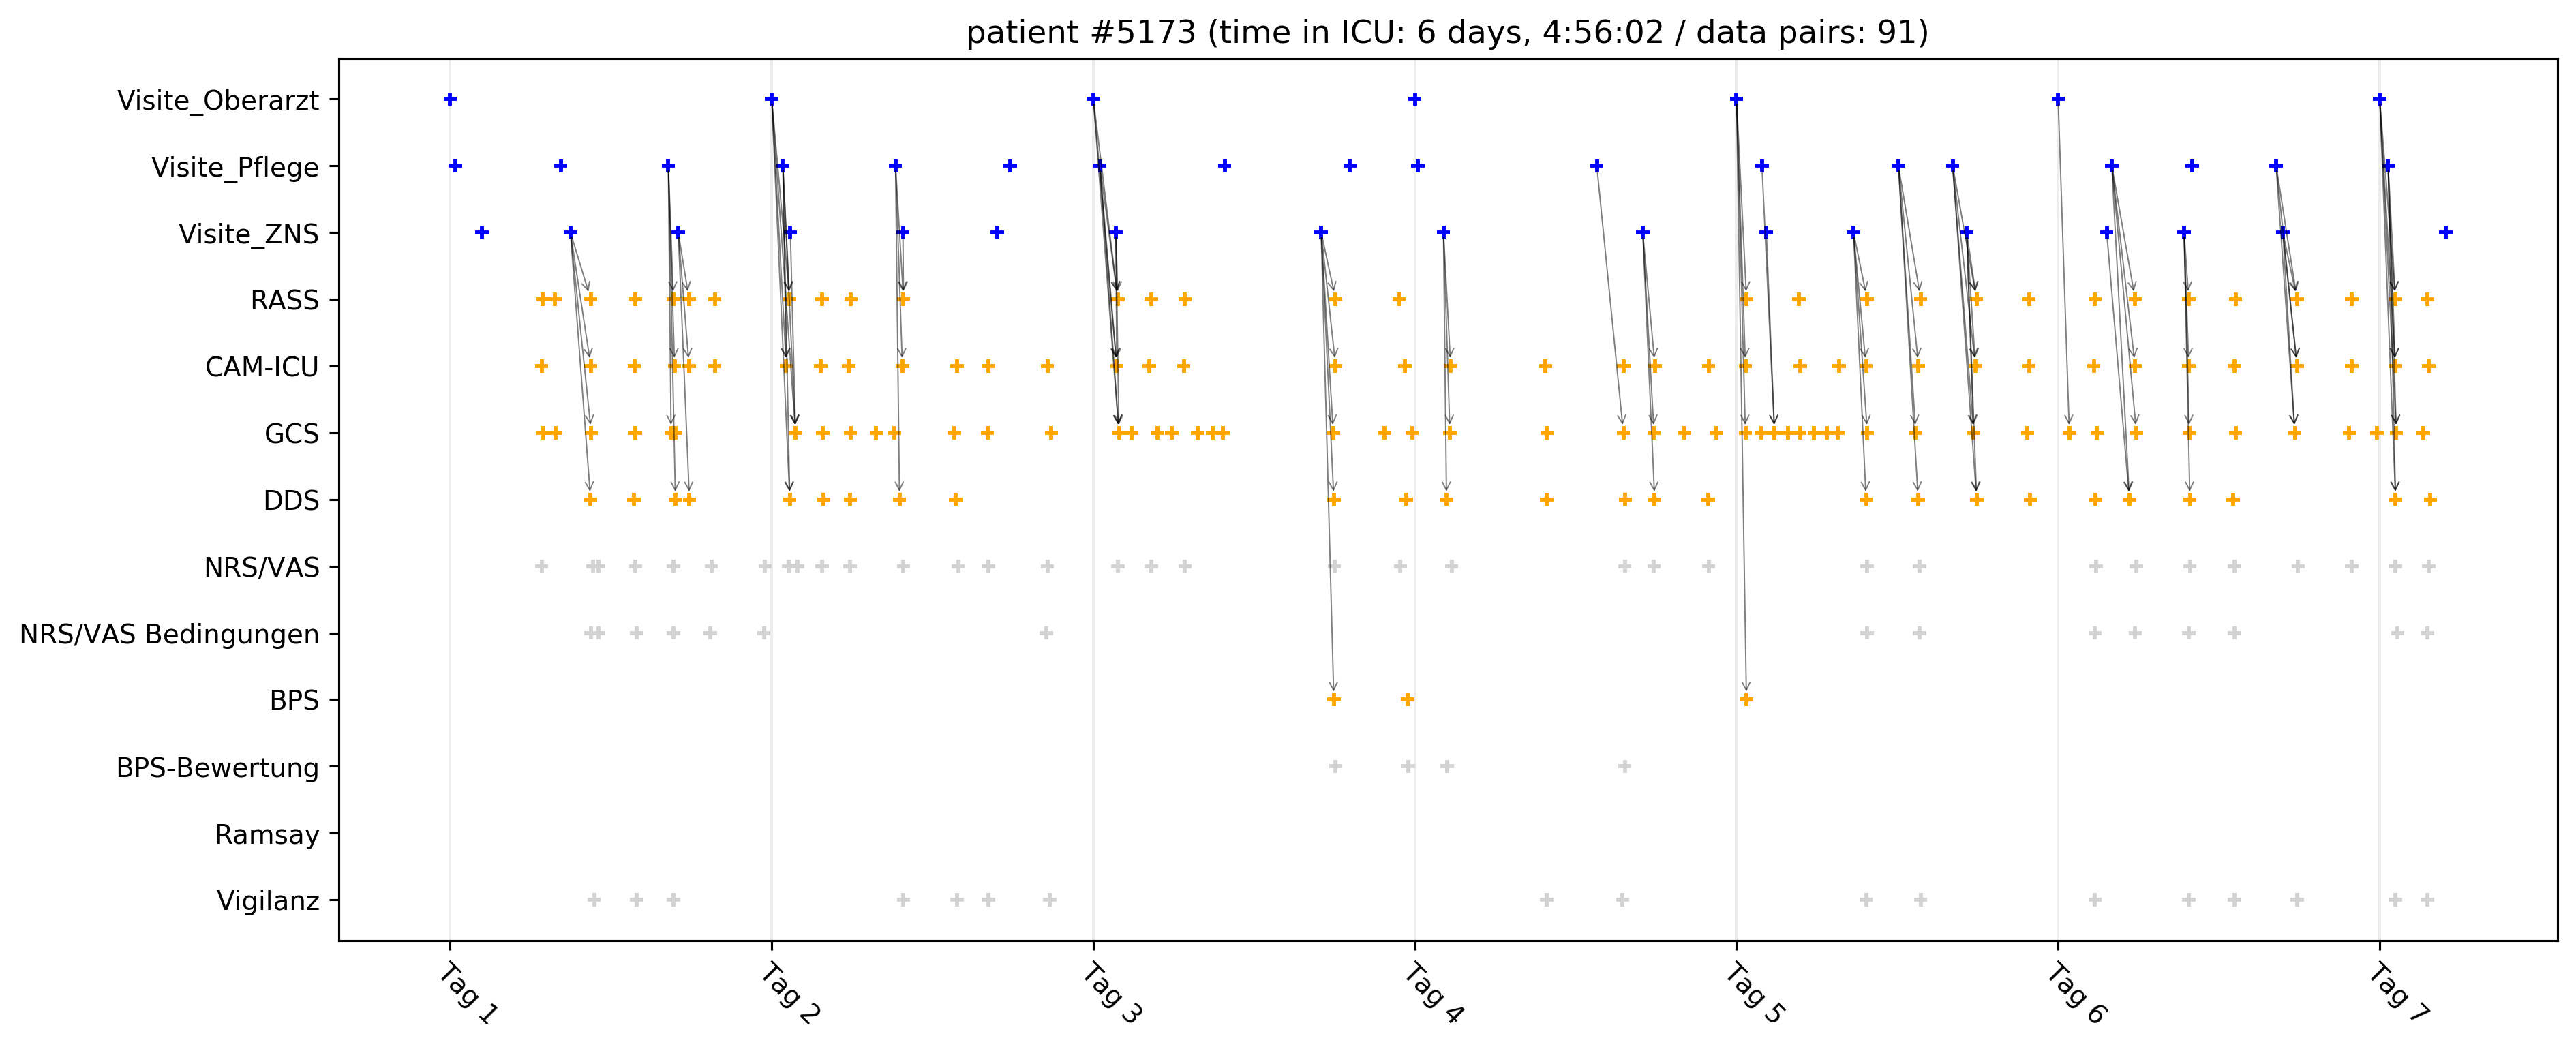 patient #5173 (time in ICU: 6 days, 4:56:02 / data pairs: 91)
Visite_Oberarzt
Visite_Pflege
Visite_ZNS
RASS
CAM-ICU
GCS
DDS
NRS/VAS
NRS/VAS Bedingungen
BPS
BPS-Bewertung
Ramsay
Vigilanz
Tag 1
Tag 2
Tag 3
Tag 4
Tag 5
Tag 6
Tag 7